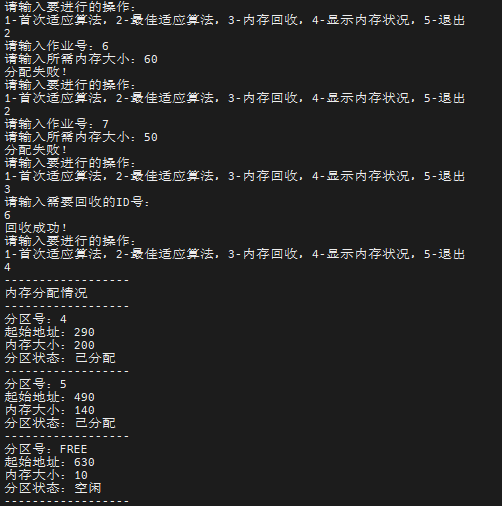 请输入要进行的操作:
1-首次适应算法, 2-最佳适应算法, 3-内存回收, 4-显示内存状况, 5-退出
2
请输入作业号: 6
请输入所需内存大小: 60
分配失败!
请输入要进行的操作:
1-首次适应算法, 2-最佳适应算法, 3-内存回收, 4-显示内存状况, 5-退出
2
请输入作业号: 7
请输入所需内存大小: 50
分配失败!
请输入要进行的操作:
1-首次适应算法, 2-最佳适应算法, 3-内存回收, 4-显示内存状况, 5-退出
3
请输入需要回收的ID号:
6
回收成功!
请输入要进行的操作:
1-首次适应算法, 2-最佳适应算法, 3-内存回收, 4-显示内存状况, 5-退出
4
------------------
内存分配情况
------------------
分区号: 4
起始地址: 290
内存大小: 200
分区状态: 已分配
------------------
分区号: 5
起始地址: 490
内存大小: 140
分区状态: 已分配
------------------
分区号: FREE
起始地址: 630
内存大小: 10
分区状态: 空闲
------------------